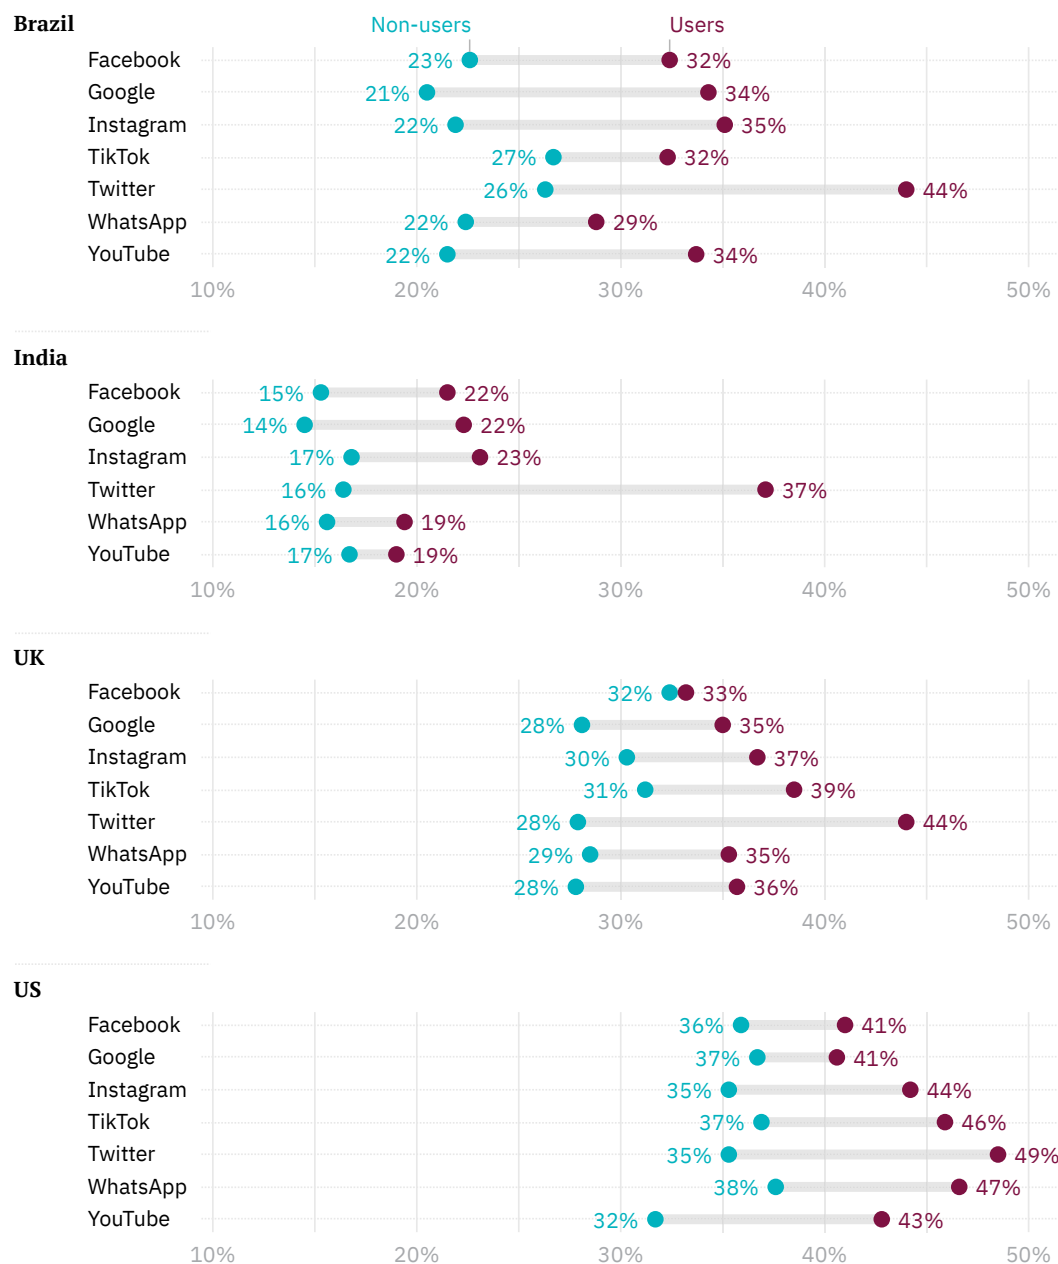 Brazil Non-users Users
Facebook 23% 32%
Google 21% 34%
Instagram 22% 35%
TikTok 27% 32%
Twitter 26% 44%
WhatsApp 22% 29%
YouTube 22% 34%
10% 20% 30% 40% 50%
India
Facebook 15% 22%
Google 14% 22%
Instagram 17% 23%
Twitter 16% 37%
WhatsApp 16% 19%
YouTube 17% 19%
10% 20% 30% 40% 50%
UK
Facebook 32% 33%
Google 28% 35%
Instagram 30% 37%
TikTok 31% 39%
Twitter 28% 44%
WhatsApp 29% 35%
YouTube 28% 36%
10% 20% 30% 40% 50%
US
Facebook 36% 41%
Google 37% 41%
Instagram 35% 44%
TikTok 37% 46%
Twitter 35% 49%
WhatsApp 38% 47%
YouTube 32% 43%
10% 20% 30% 40% 50%